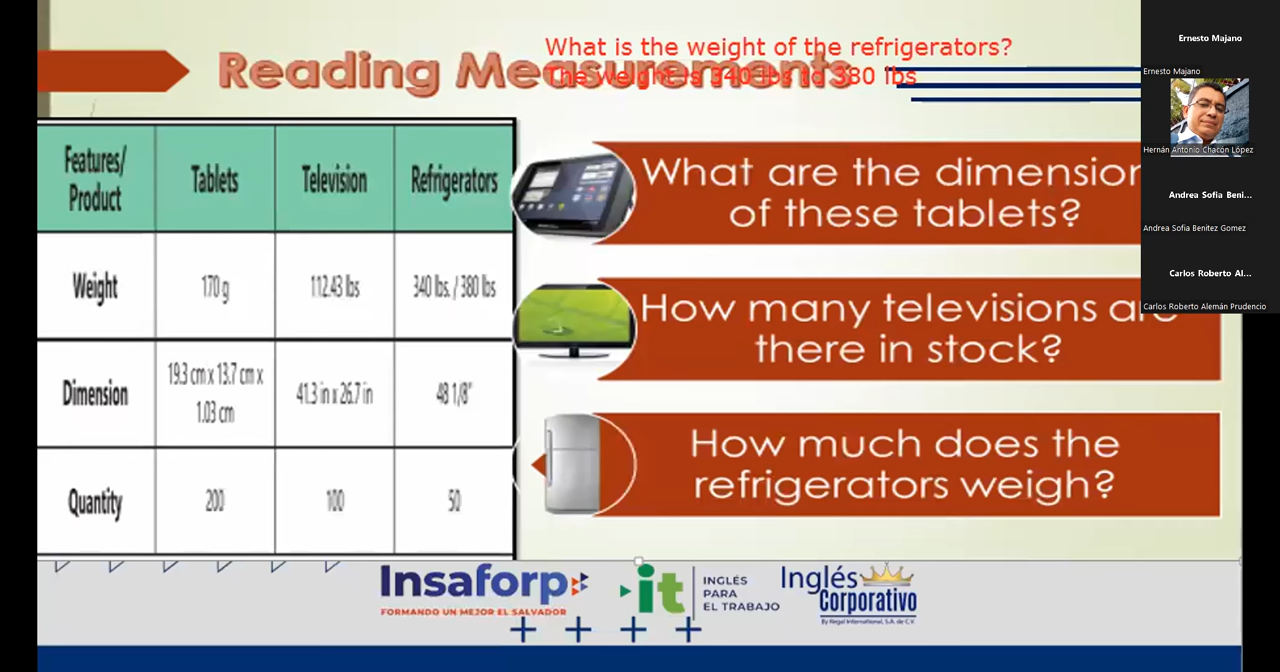 What is the weight of the refrigerators?
The weight is 340 lbs to 380 lbs
Reading Measurements
Features/
Product
Tablets
Television
Refrigerators
Weight
170 g
112.43 lbs
340 lbs. / 380 lbs
Dimension
19.3 cm x 13.7 cm x
1.03 cm
41.3 in x 26.7 in
48 1/8"
Quantity
200
100
50
What are the dimension
of these tablets?
How many televisions are
there in stock?
How much does the
refrigerators weigh?
Insaforp
FORMANDO UN MEJOR EL SALVADOR
it
INGLÉS
PARA
EL TRABAJO
Inglés
Corporativo
By Regal International, S.A. de C.V.
Ernesto Majano
Ernesto Majano
Hernán Antonio Chacón López
Andrea Sofia Beni...
Andrea Sofia Benitez Gomez
Carlos Roberto Al...
Carlos Roberto Alemán Prudencio